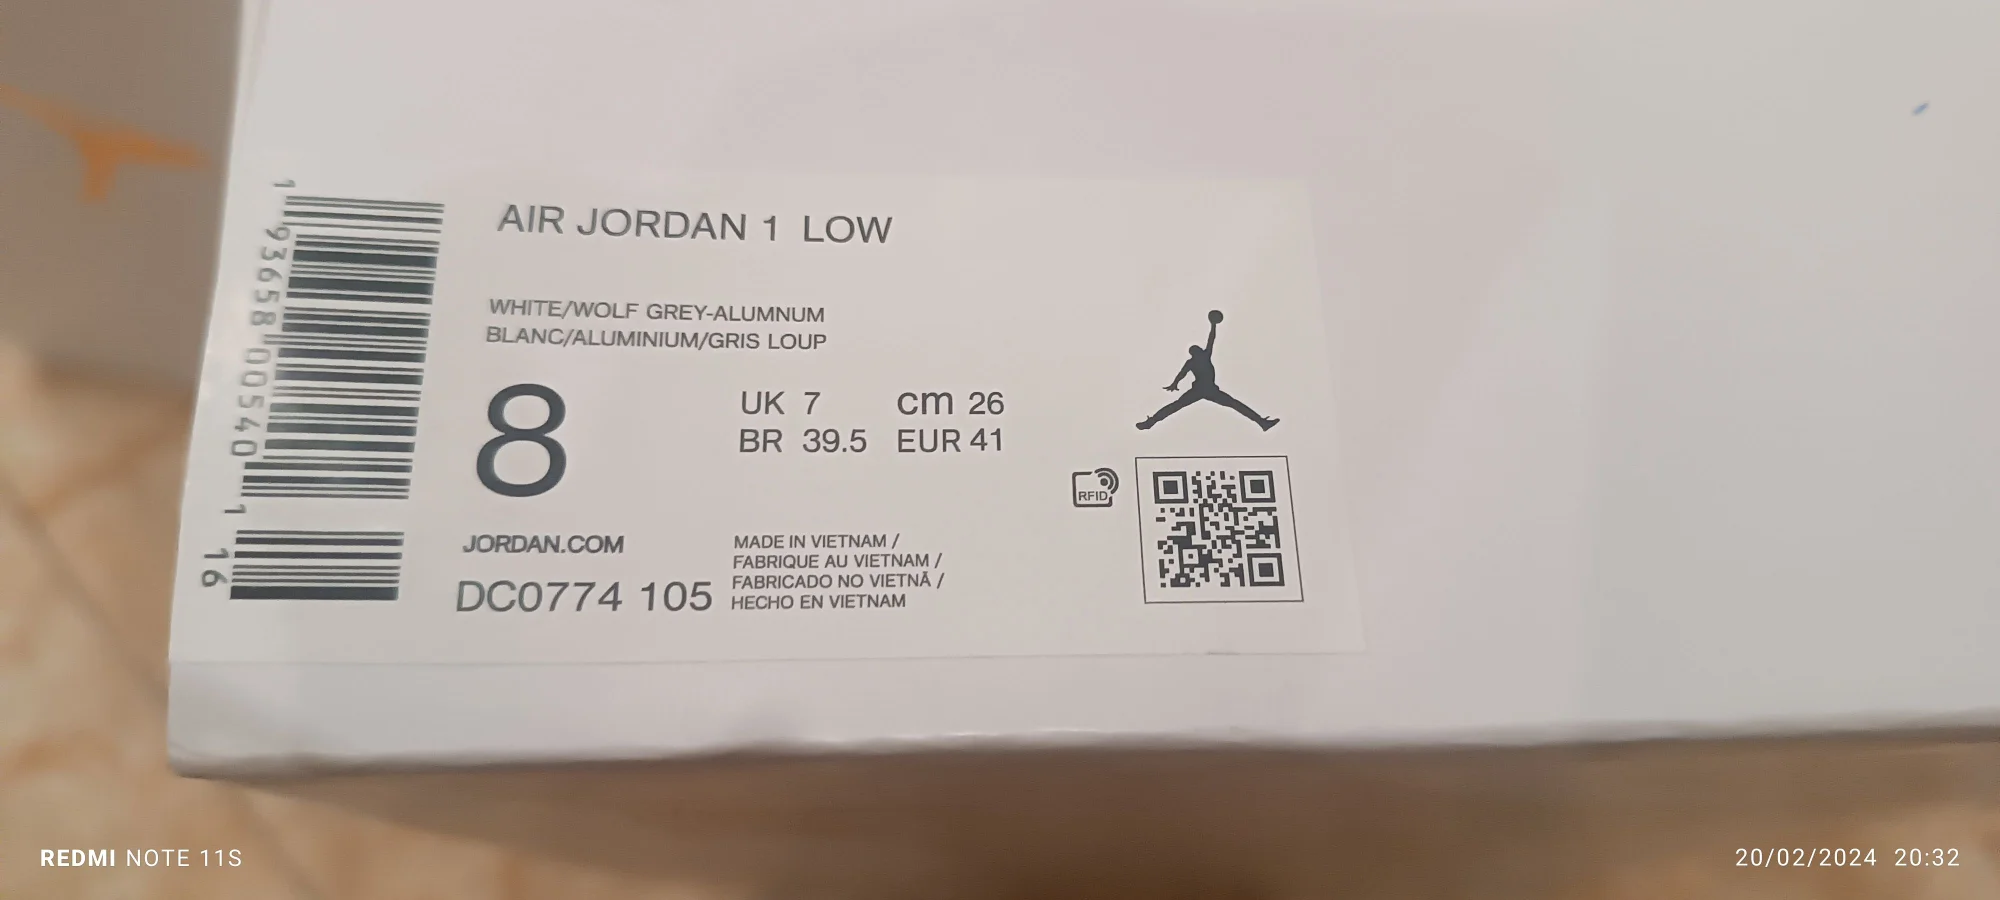 AIR JORDAN 1 LOW
WHITE/WOLF GREY-ALUMNUM
BLANC/ALUMINIUM/GRIS LOUP
8
UK 7 cm 26
BR 39.5 EUR 41
RFID
JORDAN.COM
DC0774 105
MADE IN VIETNAM /
FABRIQUE AU VIETNAM /
FABRICADO NO VIETNÃ /
HECHO EN VIETNAM
1 93658 00540 1
16
REDMI NOTE 11S
20/02/2024 20:32